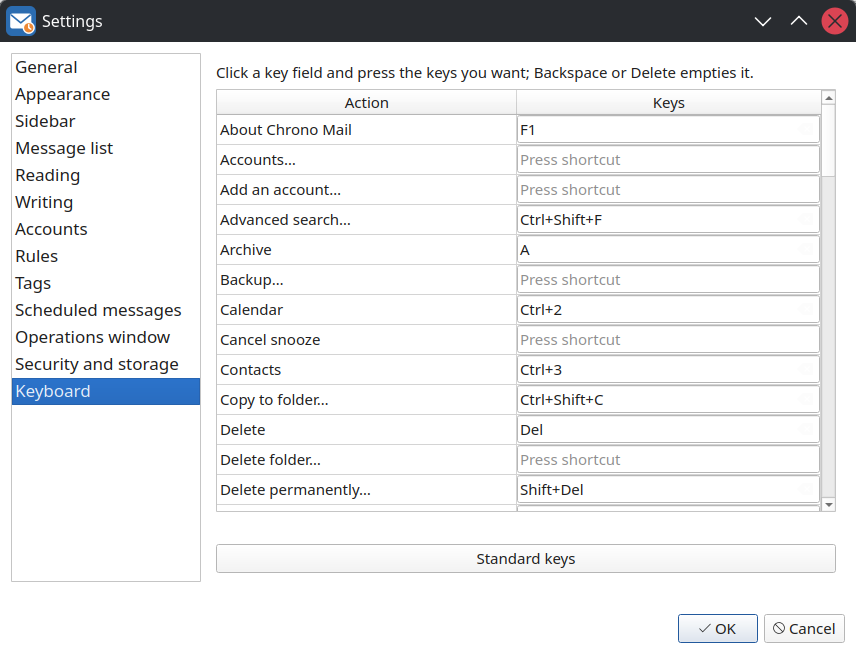 Settings
General
Appearance
Sidebar
Message list
Reading
Writing
Accounts
Rules
Tags
Scheduled messages
Operations window
Security and storage
Keyboard
Click a key field and press the keys you want; Backspace or Delete empties it.
Action Keys
About Chrono Mail F1
Accounts... Press shortcut
Add an account... Press shortcut
Advanced search... Ctrl+Shift+F
Archive A
Backup... Press shortcut
Calendar Ctrl+2
Cancel snooze Press shortcut
Contacts Ctrl+3
Copy to folder... Ctrl+Shift+C
Delete Del
Delete folder... Press shortcut
Delete permanently... Shift+Del
Standard keys
OK Cancel